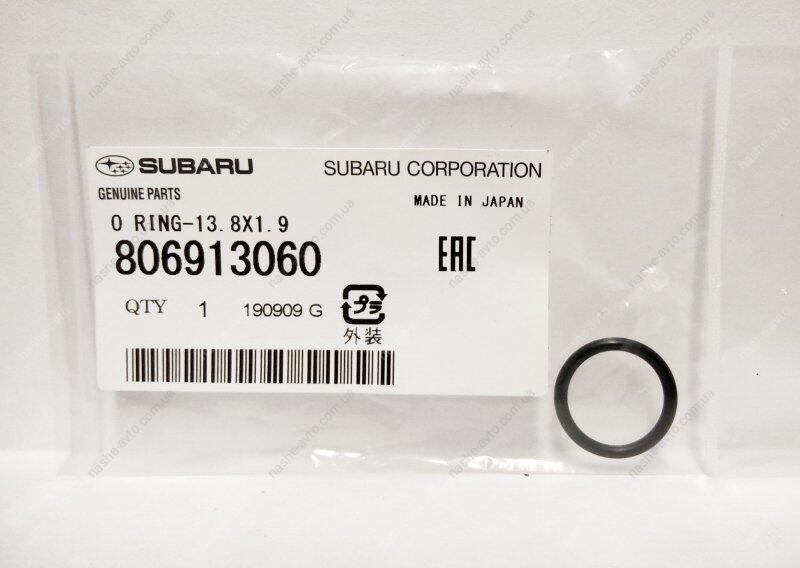 SUBARU SUBARU CORPORATION
GENUINE PARTS
MADE IN JAPAN
O RING-13.8X1.9
806913060
EAC
QTY 1 190909 G
プラ
外装
nashe-avto.com.ua